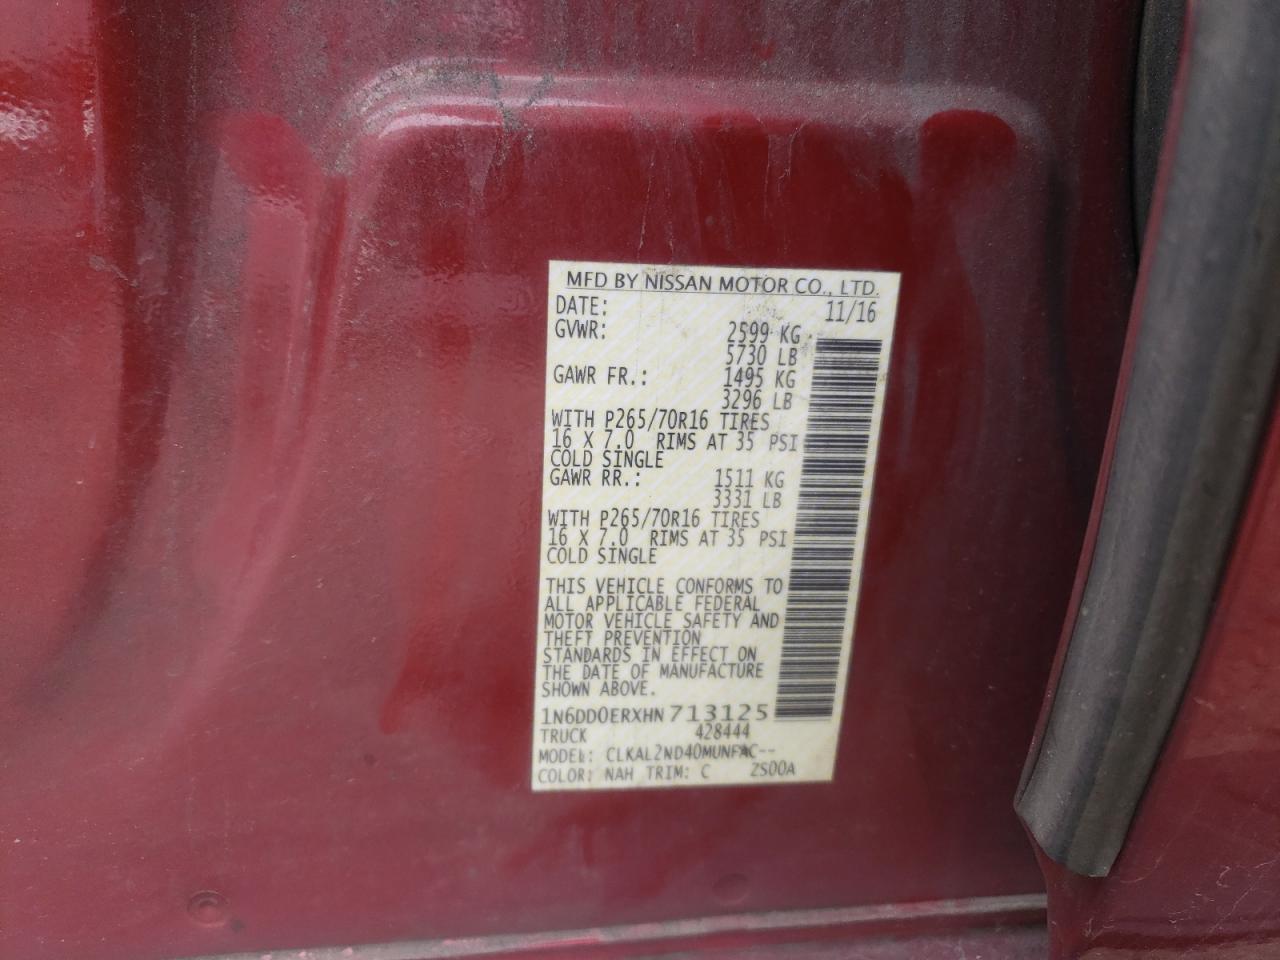 MFD BY NISSAN MOTOR CO., LTD.
DATE: 11/16
GVWR: 2599 KG
5730 LB
GAWR FR.: 1495 KG
3296 LB
WITH P265/70R16 TIRES
16 X 7.0 RIMS AT 35 PSI
COLD SINGLE
GAWR RR.: 1511 KG
3331 LB
WITH P265/70R16 TIRES
16 X 7.0 RIMS AT 35 PSI
COLD SINGLE
THIS VEHICLE CONFORMS TO
ALL APPLICABLE FEDERAL
MOTOR VEHICLE SAFETY AND
THEFT PREVENTION
STANDARDS IN EFFECT ON
THE DATE OF MANUFACTURE
SHOWN ABOVE.
1N6DD0ERXHN713125
TRUCK 428444
MODEL: CLKAL2ND40MUNFAC--
COLOR: NAH TRIM: C ZS00A